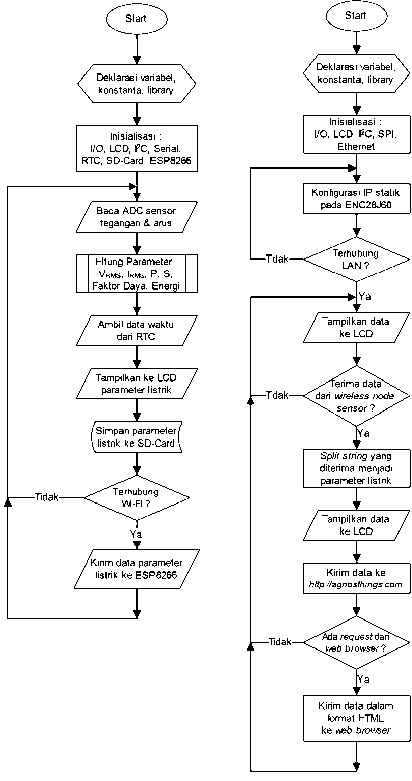 Start
Deklarasi variabel,
konstanta, library
Inisialisasi :
I/O, LCD, I²C, Serial,
RTC, SD-Card ESP8266
Baca ADC sensor
tegangan & arus
Hitung Parameter
VRMS, IRMS, P, S,
Faktor Daya, Energi
Ambil data waktu
dari RTC
Tampilkan ke LCD
parameter listrik
Simpan parameter
listrik ke SD-Card
Terhubung
Wi-Fi ?
Tidak
Ya
Kirim data parameter
listrik ke ESP8266
Start
Deklarasi variabel,
konstanta, library
Inisialisasi :
I/O, LCD I²C, SPI,
Ethernet
Konfigurasi IP statik
pada ENC28J60
Terhubung
LAN ?
Tidak
Ya
Tampilkan data
ke LCD
Terima data
dari wireless node
sensor ?
Tidak
Ya
Split string yang
diterima menjadi
parameter listrik
Tampilkan data
ke LCD
Kirim data ke
http://agnosthings.com
Ada request dari
web browser ?
Tidak
Ya
Kirim data dalam
format HTML
ke web browser